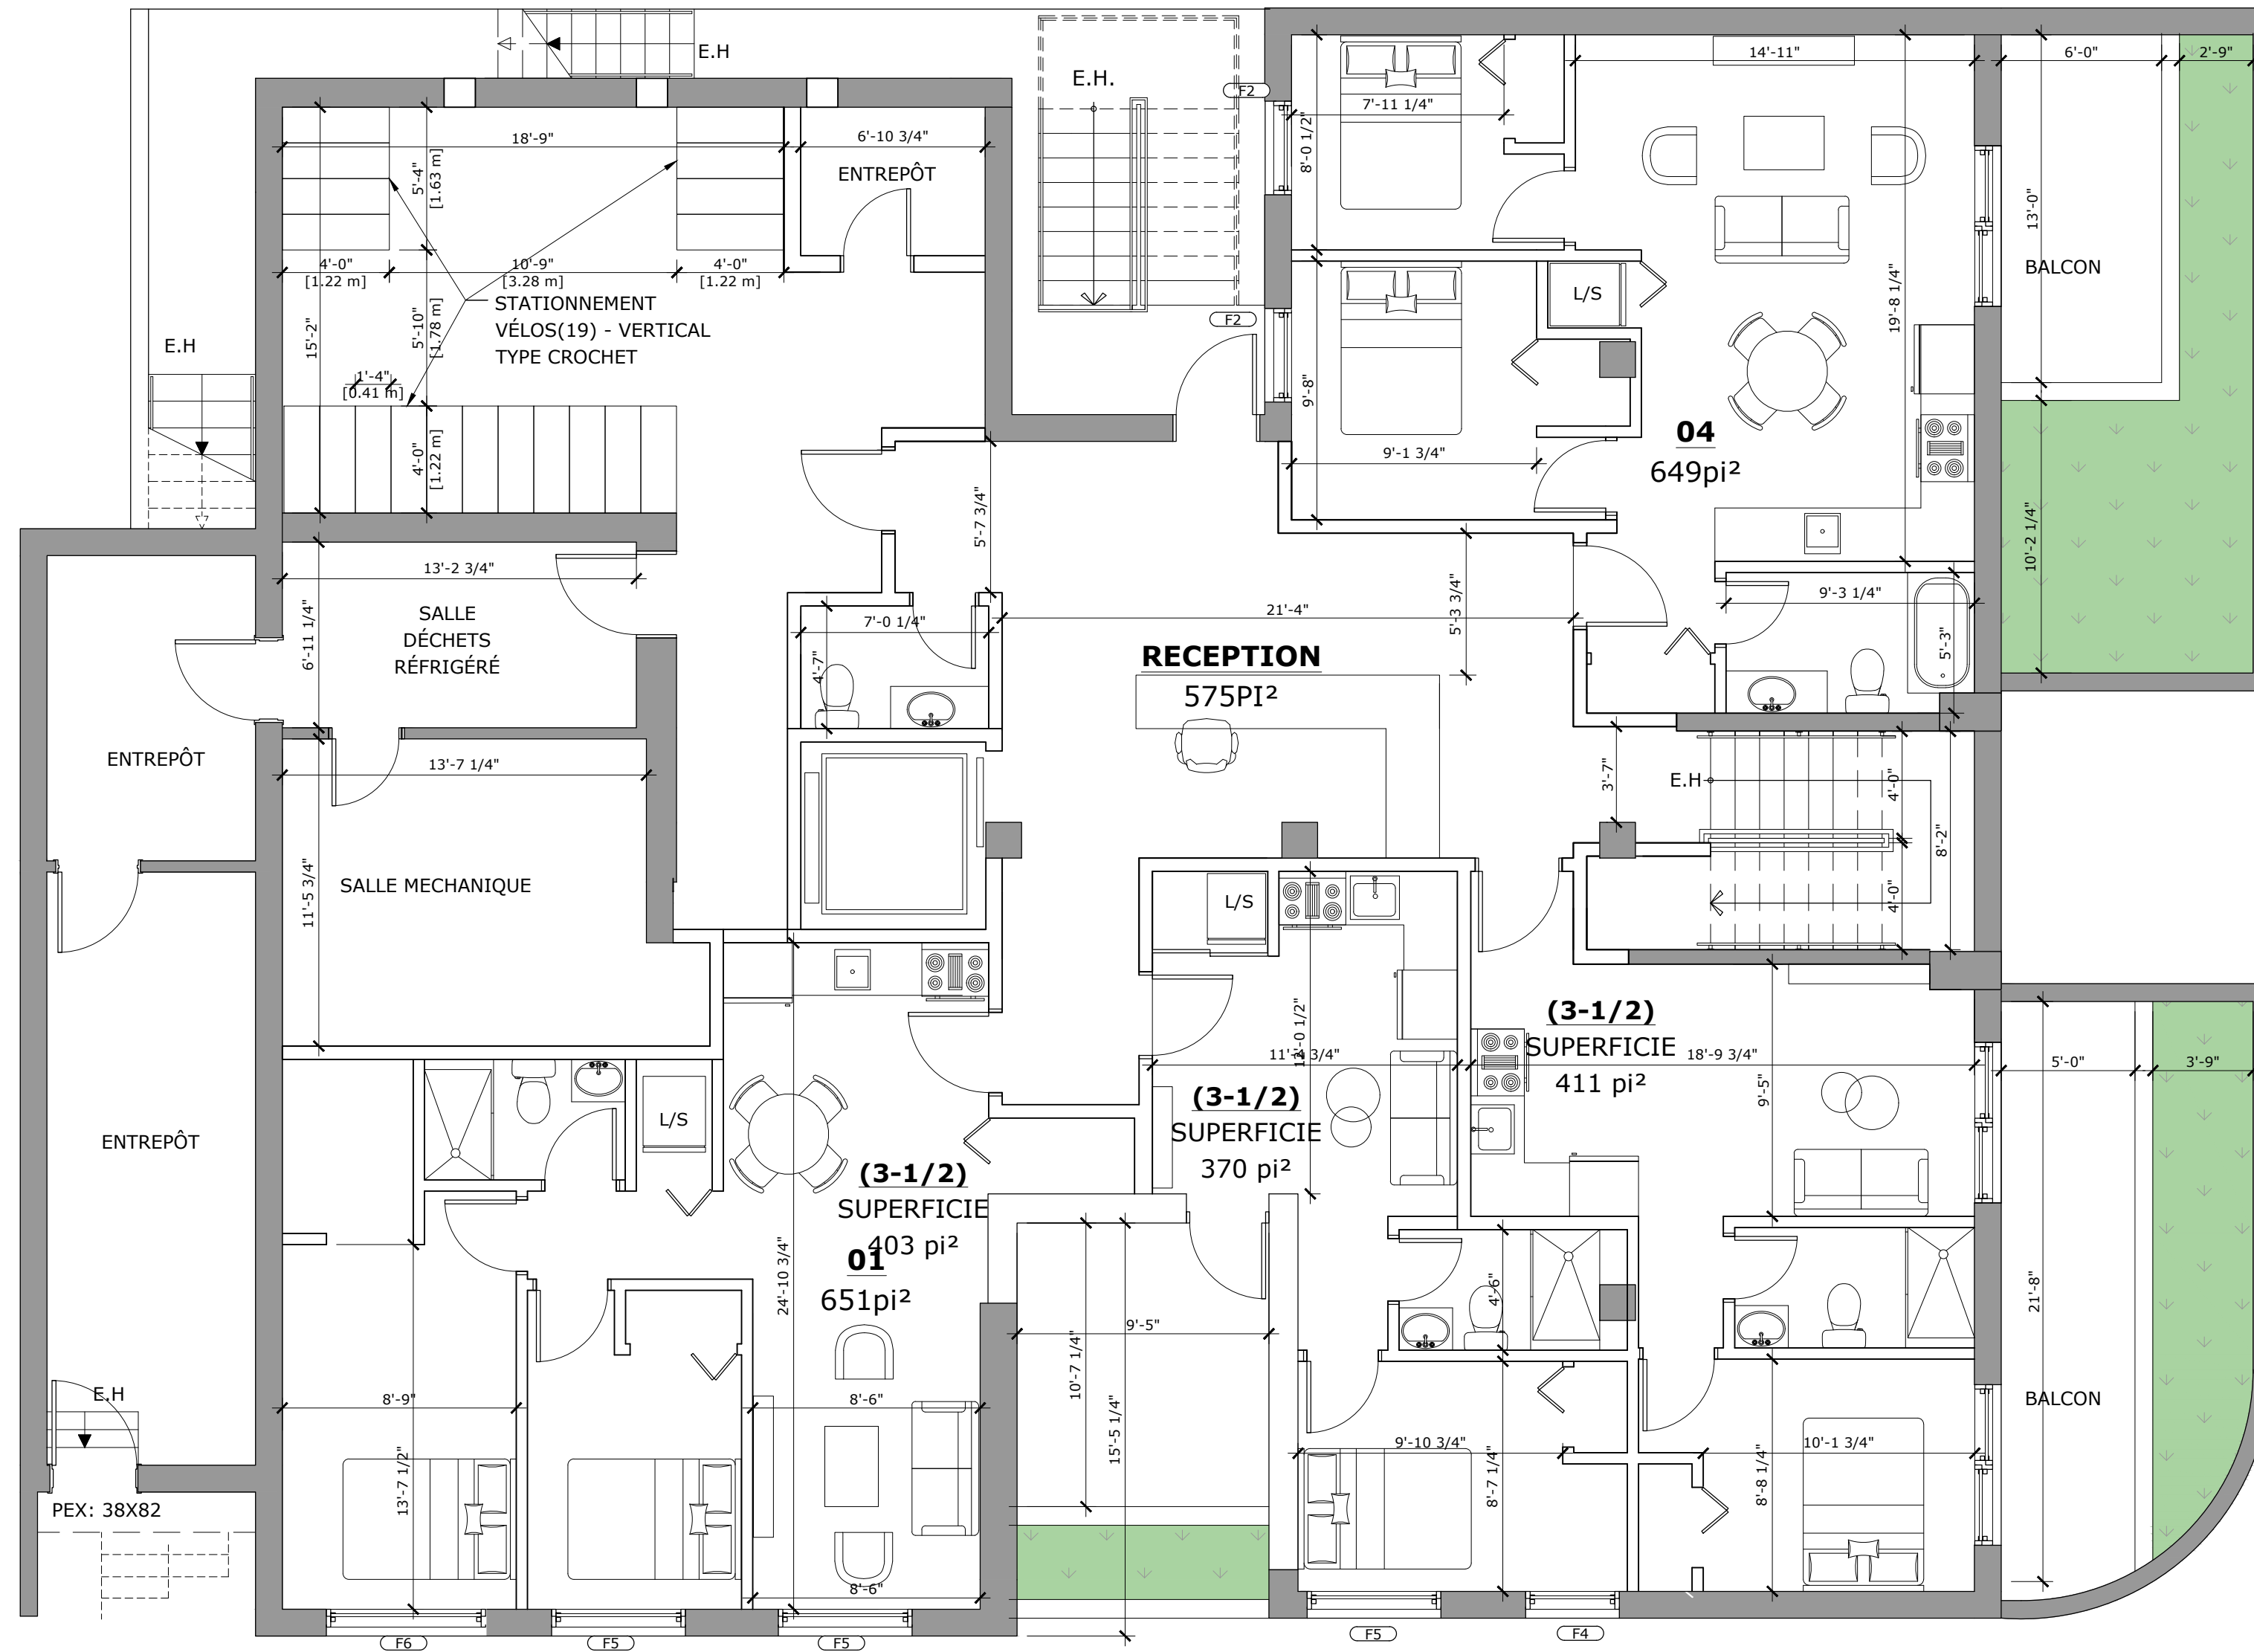 E.H
E.H.
F2
14'-11"
6'-0"
2'-9"
7'-11 1/4"
8'-0 1/2"
18'-9"
6'-10 3/4"
ENTREPÔT
5'-4"
[1.63 m]
13'-0"
BALCON
4'-0"
[1.22 m]
10'-9"
[3.28 m]
4'-0"
[1.22 m]
L/S
19'-8 1/4"
STATIONNEMENT
VÉLOS(19) - VERTICAL
TYPE CROCHET
15'-2"
5'-10"
[1.78 m]
F2
E.H
1'-4"
[0.41 m]
9'-8"
4'-0"
[1.22 m]
9'-1 3/4"
04
649pi²
5'-7 3/4"
10'-2 1/4"
13'-2 3/4"
SALLE
DÉCHETS
RÉFRIGÉRÉ
6'-11 1/4"
7'-0 1/4"
4'-7"
21'-4"
5'-3 3/4"
9'-3 1/4"
5'-3"
RECEPTION
575PI²
ENTREPÔT
13'-7 1/4"
3'-7"
E.H
4'-0"
8'-2"
4'-0"
SALLE MECHANIQUE
11'-5 3/4"
L/S
(3-1/2)
SUPERFICIE
411 pi²
18'-9 3/4"
9'-5"
5'-0"
3'-9"
(3-1/2)
SUPERFICIE
370 pi²
ENTREPÔT
L/S
(3-1/2)
SUPERFICIE
403 pi²
01
651pi²
24'-10 3/4"
4'-6"
21'-8"
9'-5"
10'-7 1/4"
15'-5 1/4"
E.H
8'-9"
8'-6"
BALCON
9'-10 3/4"
10'-1 3/4"
13'-7 1/2"
8'-7 1/4"
8'-8 1/4"
PEX: 38X82
8'-6"
F6
F5
F5
F5
F4